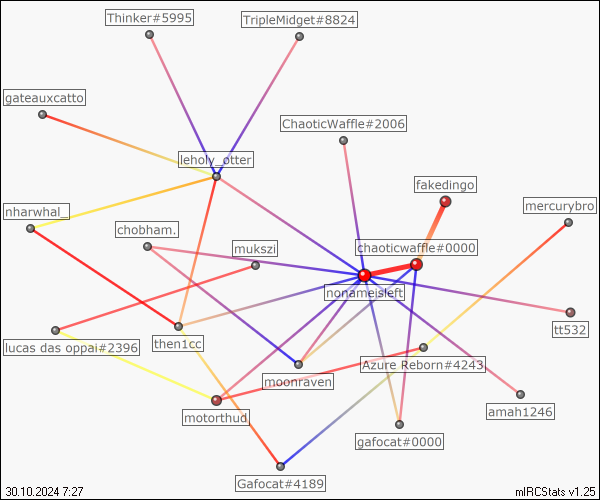 Thinker#5995
TripleMidget#8824
gateauxcatto
ChaoticWaffle#2006
leholy_otter
fakedingo
nharwhal_
mercurybro
chobham.
mukszi
chaoticwaffle#0000
nonameisleft
tt532
lucas das oppai#2396
then1cc
Azure Reborn#4243
moonraven
amah1246
motorthud_
gafocat#0000
Gafocat#4189
30.10.2024 7:27
mIRCStats v1.25